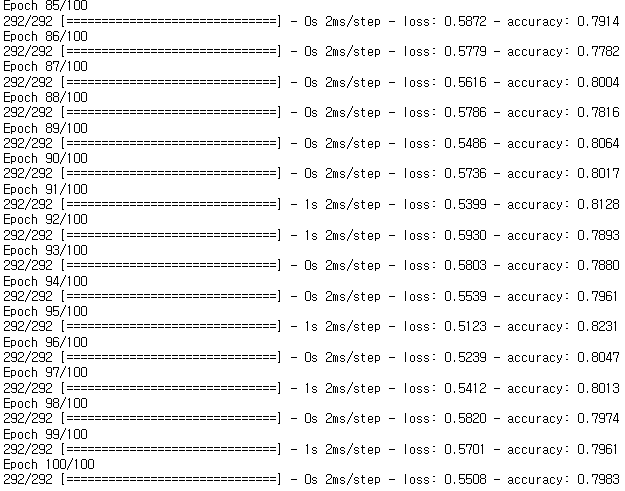 Epoch 85/100
292/292 [==============================] - 0s 2ms/step - loss: 0.5872 - accuracy: 0.7914
Epoch 86/100
292/292 [==============================] - 0s 2ms/step - loss: 0.5779 - accuracy: 0.7782
Epoch 87/100
292/292 [==============================] - 0s 2ms/step - loss: 0.5616 - accuracy: 0.8004
Epoch 88/100
292/292 [==============================] - 0s 2ms/step - loss: 0.5786 - accuracy: 0.7816
Epoch 89/100
292/292 [==============================] - 0s 2ms/step - loss: 0.5486 - accuracy: 0.8064
Epoch 90/100
292/292 [==============================] - 0s 2ms/step - loss: 0.5736 - accuracy: 0.8017
Epoch 91/100
292/292 [==============================] - 1s 2ms/step - loss: 0.5399 - accuracy: 0.8128
Epoch 92/100
292/292 [==============================] - 1s 2ms/step - loss: 0.5930 - accuracy: 0.7893
Epoch 93/100
292/292 [==============================] - 0s 2ms/step - loss: 0.5803 - accuracy: 0.7880
Epoch 94/100
292/292 [==============================] - 0s 2ms/step - loss: 0.5539 - accuracy: 0.7961
Epoch 95/100
292/292 [==============================] - 1s 2ms/step - loss: 0.5123 - accuracy: 0.8231
Epoch 96/100
292/292 [==============================] - 0s 2ms/step - loss: 0.5239 - accuracy: 0.8047
Epoch 97/100
292/292 [==============================] - 1s 2ms/step - loss: 0.5412 - accuracy: 0.8013
Epoch 98/100
292/292 [==============================] - 0s 2ms/step - loss: 0.5820 - accuracy: 0.7974
Epoch 99/100
292/292 [==============================] - 1s 2ms/step - loss: 0.5701 - accuracy: 0.7961
Epoch 100/100
292/292 [==============================] - 0s 2ms/step - loss: 0.5508 - accuracy: 0.7983